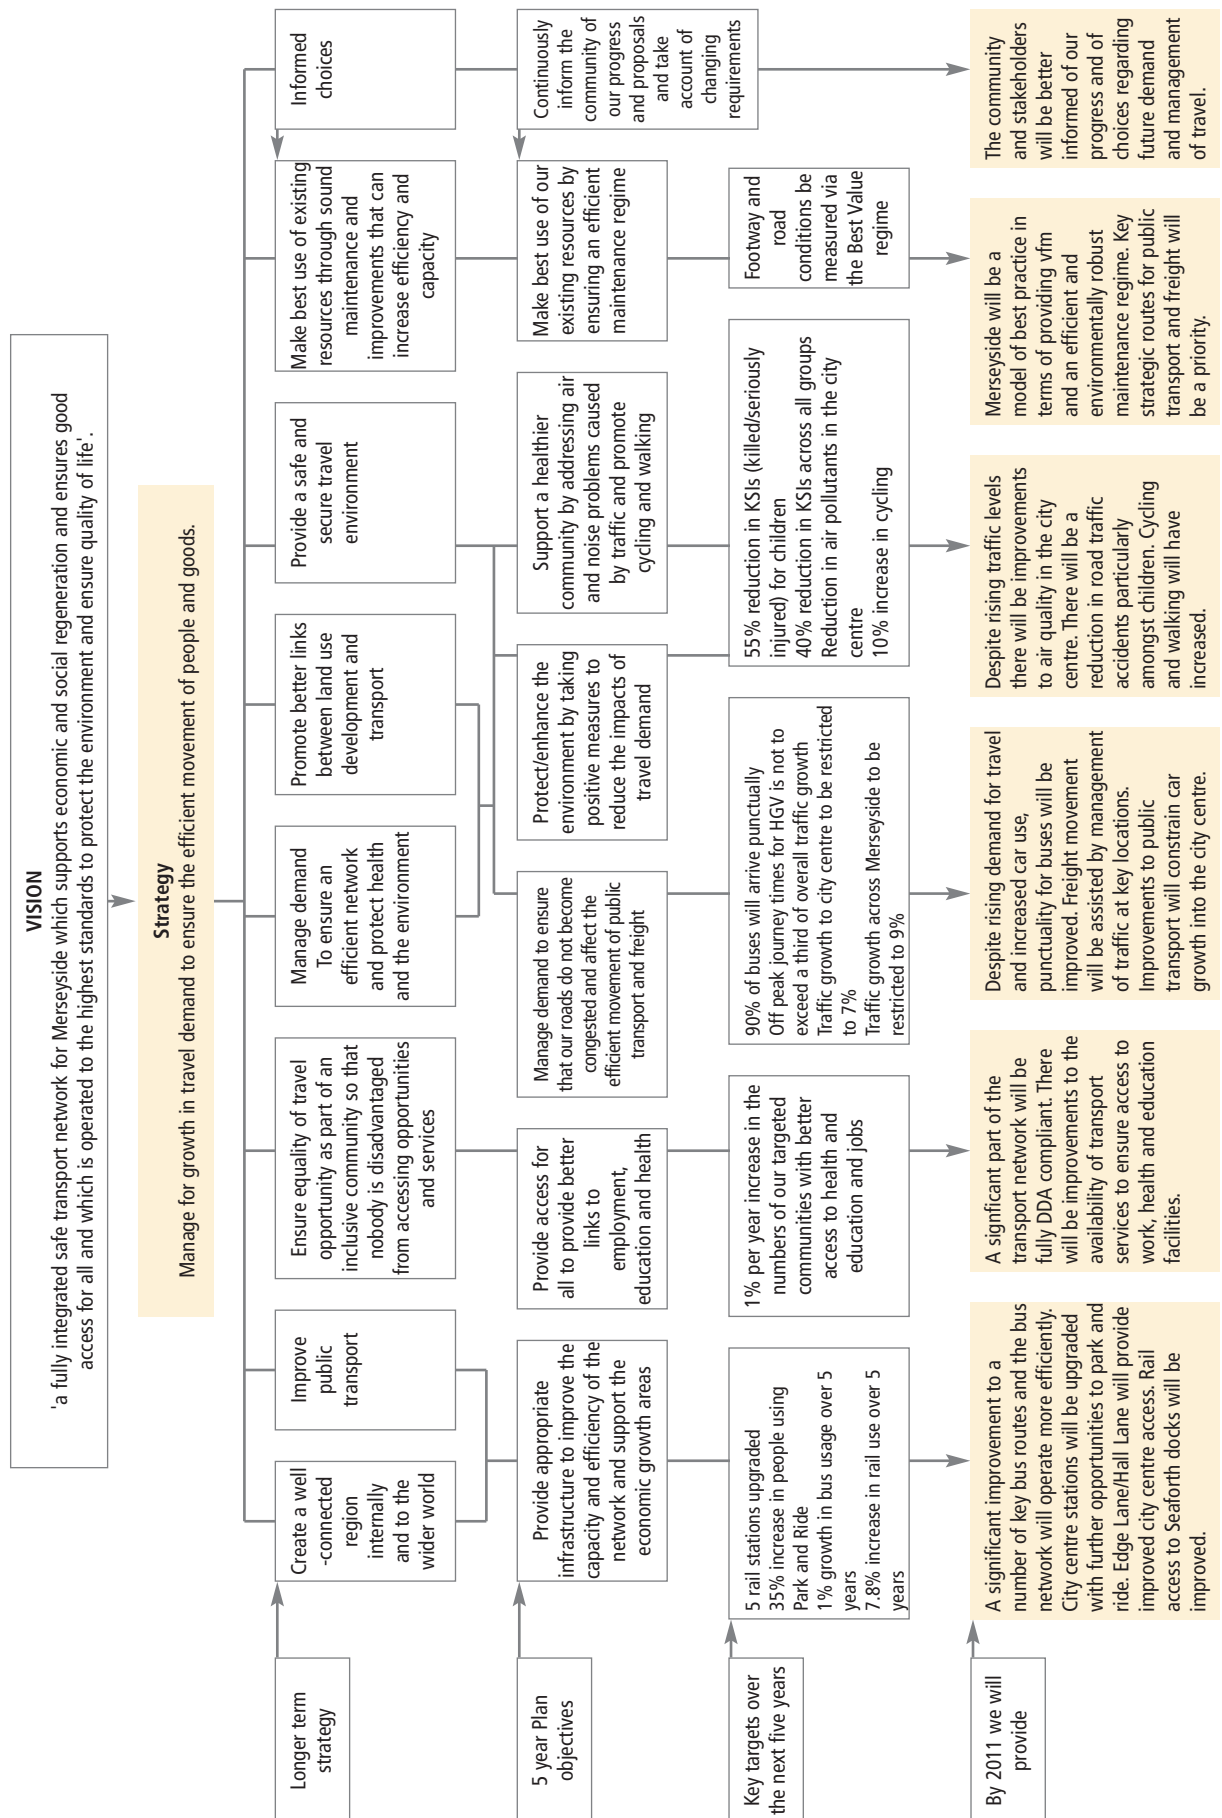 VISION
'a fully integrated safe transport network for Merseyside which supports economic and social regeneration and ensures good
access for all and which is operated to the highest standards to protect the environment and ensure quality of life'.
Strategy
Manage for growth in travel demand to ensure the efficient movement of people and goods.
Longer term
strategy
Create a well
-connected
region
internally
and to the
wider world
Improve
public
transport
Ensure equality of travel
opportunity as part of an
inclusive community so that
nobody is disadvantaged
from accessing opportunities
and services
Manage demand
To ensure an
efficient network
and protect health
and the environment
Promote better links
between land use
development and
transport
Provide a safe and
secure travel
environment
Make best use of existing
resources through sound
maintenance and
improvements that can
increase efficiency and
capacity
Informed
choices
5 year Plan
objectives
Provide appropriate
infrastructure to improve the
capacity and efficiency of the
network and support the
economic growth areas
Provide access for
all to provide better
links to
employment,
education and health
Manage demand to ensure
that our roads do not become
congested and affect the
efficient movement of public
transport and freight
Protect/enhance the
environment by taking
positive measures to
reduce the impacts of
travel demand
Support a healthier
community by addressing air
and noise problems caused
by traffic and promote
cycling and walking
Make best use of our
existing resources by
ensuring an efficient
maintenance regime
Continuously
inform the
community of
our progress
and proposals
and take
account of
changing
requirements
Key targets over
the next five years
5 rail stations upgraded
35% increase in people using
Park and Ride
1% growth in bus usage over 5
years
7.8% increase in rail use over 5
years
1% per year increase in the
numbers of our targeted
communities with better
access to health and
education and jobs
90% of buses will arrive punctually
Off peak journey times for HGV is not to
exceed a third of overall traffic growth
Traffic growth to city centre to be restricted
to 7%
Traffic growth across Merseyside to be
restricted to 9%
55% reduction in KSIs (killed/seriously
injured) for children
40% reduction in KSIs across all groups
Reduction in air pollutants in the city
centre
10% increase in cycling
Footway and
road
conditions be
measured via
the Best Value
regime
By 2011 we will
provide
A significant improvement to a
number of key bus routes and the bus
network will operate more efficiently.
City centre stations will be upgraded
with further opportunities to park and
ride. Edge Lane/Hall Lane will provide
improved city centre access. Rail
access to Seaforth docks will be
improved.
A signficant part of the
transport network will be
fully DDA compliant. There
will be improvements to the
availability of transport
services to ensure access to
work, health and education
facilities.
Despite rising demand for travel
and increased car use,
punctuality for buses will be
improved. Freight movement
will be assisted by management
of traffic at key locations.
Improvements to public
transport will constrain car
growth into the city centre.
Despite rising traffic levels
there will be improvements
to air quality in the city
centre. There will be a
reduction in road traffic
accidents particularly
amongst children. Cycling
and walking will have
increased.
Merseyside will be a
model of best practice in
terms of providing vfm
and an efficient and
environmentally robust
maintenance regime. Key
strategic routes for public
transport and freight will
be a priority.
The community
and stakeholders
will be better
informed of our
progress and of
choices regarding
future demand
and management
of travel.